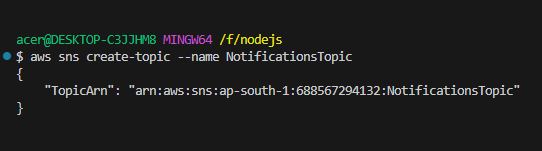 acer@DESKTOP-C3JJHM8 MINGW64 /f/nodejs
$ aws sns create-topic --name NotificationsTopic
{
    "TopicArn": "arn:aws:sns:ap-south-1:688567294132:NotificationsTopic"
}